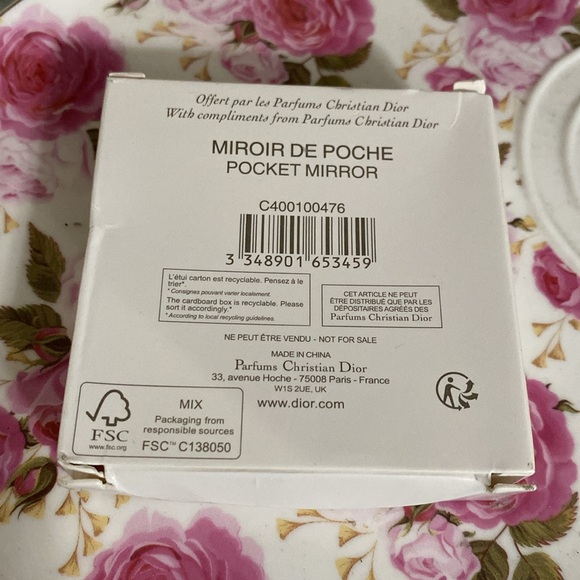 Offert par les Parfums Christian Dior
With compliments from Parfums Christian Dior
MIROIR DE POCHE
POCKET MIRROR
C400100476
3 348901 653459
L'étui carton est recyclable. Pensez à le
trier*.
* Consignes pouvant varier localement.
The cardboard box is recyclable. Please
sort it accordingly.*
* According to local recycling guidelines.
CET ARTICLE NE PEUT
ÊTRE DISTRIBUÉ QUE PAR LES
DÉPOSITAIRES AGRÉÉS DES
Parfums Christian Dior
NE PEUT ÊTRE VENDU - NOT FOR SALE
MADE IN CHINA
Parfums Christian Dior
33, avenue Hoche - 75008 Paris - France
W1S 2UE, UK
www.dior.com
FSC
www.fsc.org
MIX
Packaging from
responsible sources
FSC™ C138050